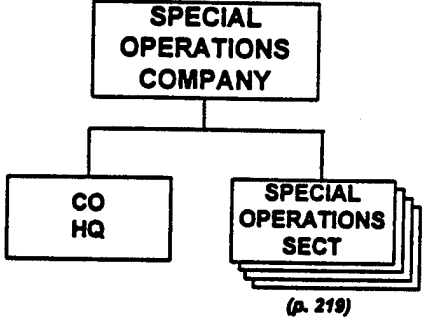 SPECIAL
OPERATIONS
COMPANY
CO
HQ
SPECIAL
OPERATIONS
SECT
(p. 219)